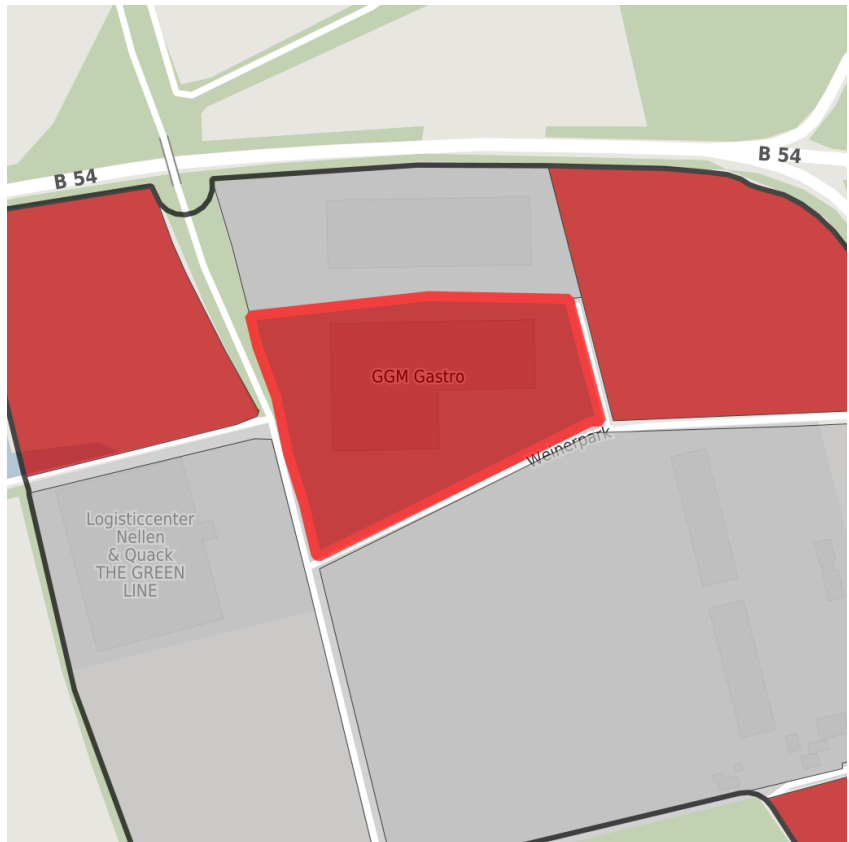 B 54
B 54
GGM Gastro
Weinerpark
Logisticcenter
Nellen
& Quack
THE GREEN
LINE